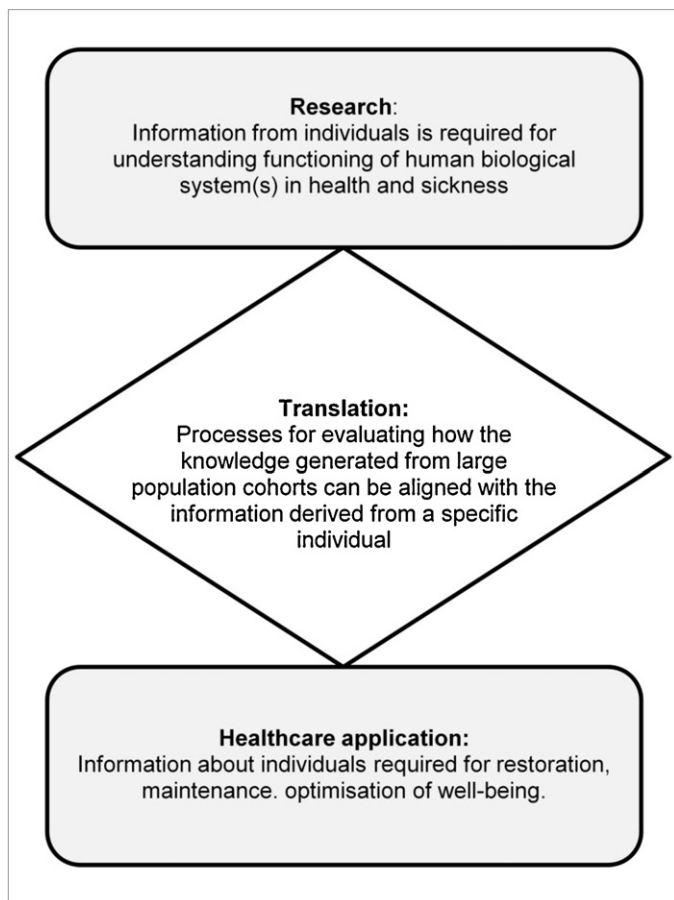 Research:
Information from individuals is required for
understanding functioning of human biological
system(s) in health and sickness
Translation:
Processes for evaluating how the
knowledge generated from large
population cohorts can be aligned with the
information derived from a specific
individual
Healthcare application:
Information about individuals required for restoration,
maintenance. optimisation of well-being.